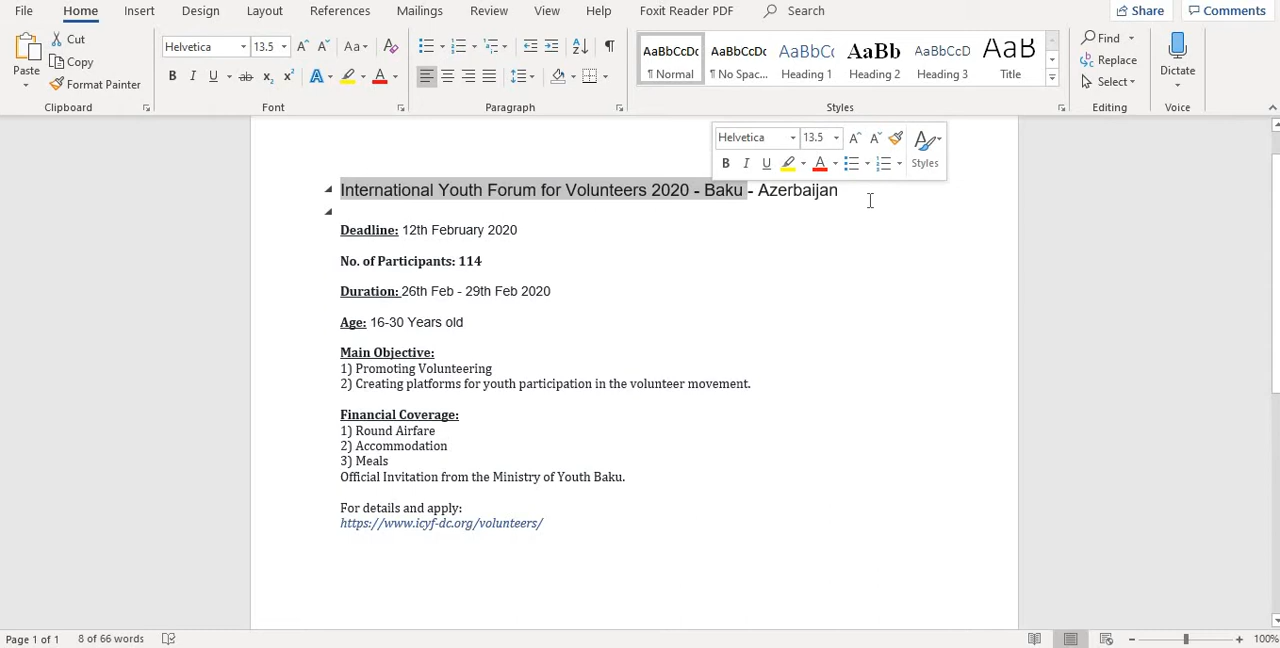 File Home Insert Design Layout References Mailings Review View Help Foxit Reader PDF Search Share Comments
Paste Cut Copy Format Painter Clipboard
Helvetica 13.5 Aa B I U ab x₂ x² A A Font
Paragraph
AaBbCcDc ¶ Normal AaBbCcDc ¶ No Spac... AaBbCc Heading 1 AaBb Heading 2 AaBbCcD Heading 3 AaB Title Styles
Find Replace Select Editing
Dictate Voice
Helvetica 13.5 A A
B I U A Styles
International Youth Forum for Volunteers 2020 - Baku - Azerbaijan
Deadline: 12th February 2020
No. of Participants: 114
Duration: 26th Feb - 29th Feb 2020
Age: 16-30 Years old
Main Objective:
1) Promoting Volunteering
2) Creating platforms for youth participation in the volunteer movement.
Financial Coverage:
1) Round Airfare
2) Accommodation
3) Meals
Official Invitation from the Ministry of Youth Baku.
For details and apply:
https://www.icyf-dc.org/volunteers/
Page 1 of 1 8 of 66 words 100%